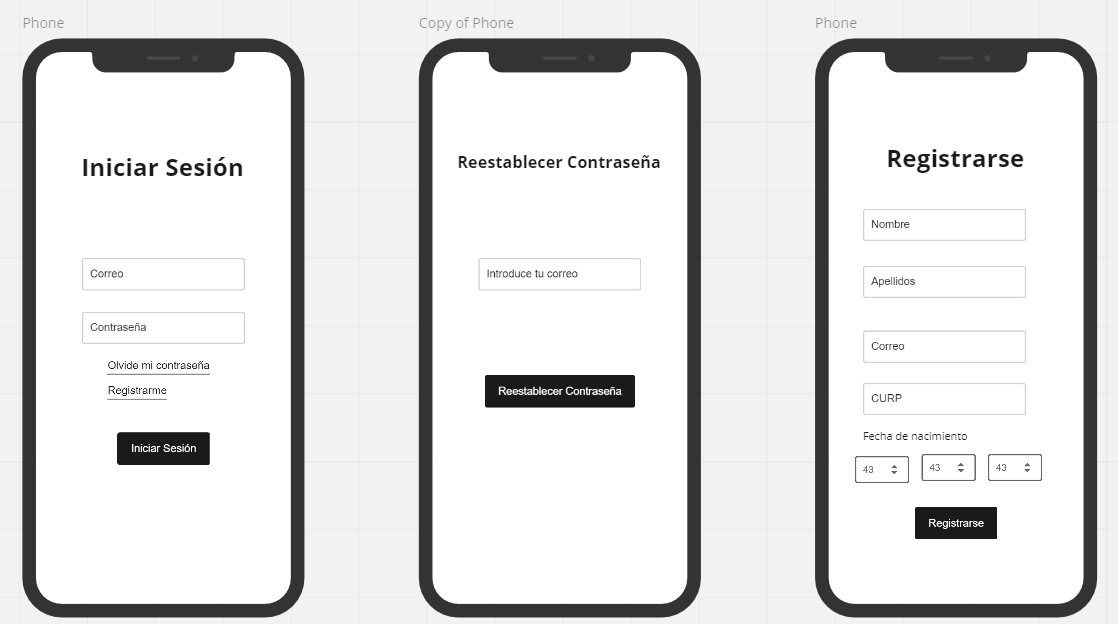 Phone
Iniciar Sesión
Correo
Contraseña
Olvide mi contraseña
Registrarme
Iniciar Sesión
Copy of Phone
Reestablecer Contraseña
Introduce tu correo
Reestablecer Contraseña
Phone
Registrarse
Nombre
Apellidos
Correo
CURP
Fecha de nacimiento
43 43 43
Registrarse